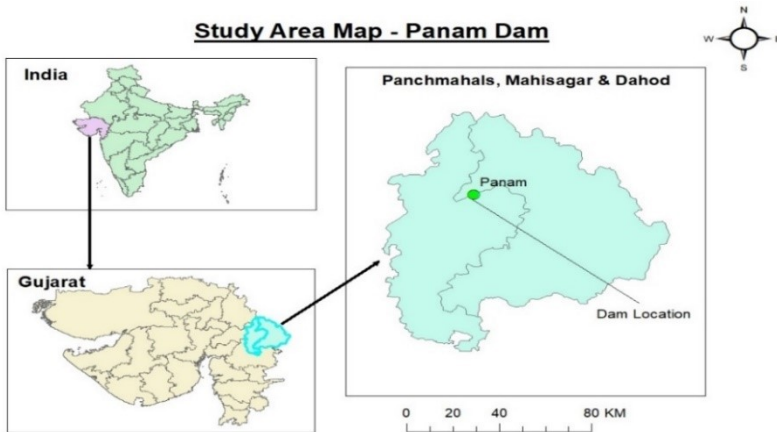 Study Area Map - Panam Dam
N
W
E
S
India
Panchmahals, Mahisagar & Dahod
Panam
Dam Location
Gujarat
0 20 40 80 KM